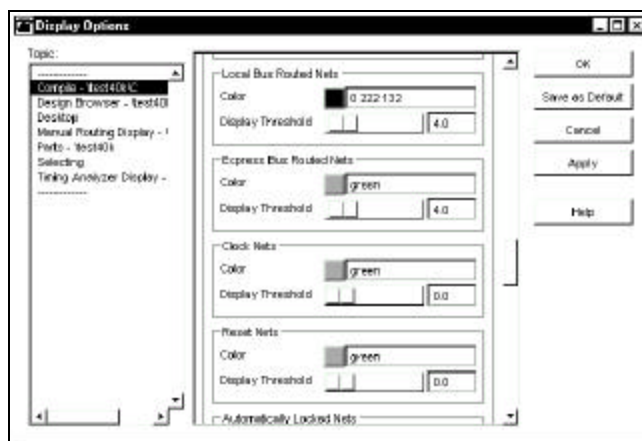 Display Options
Topic:
Compile - \test40k\C
Design Browser - \test40l
Desktop
Manual Routing Display - \
Parts - \test40k
Selecting
Timing Analyzer Display -
Local Bus Routed Nets
Color
0 222 132
Display Threshold
4.0
Express Bus Routed Nets
Color
green
Display Threshold
4.0
Clock Nets
Color
green
Display Threshold
0.0
Reset Nets
Color
green
Display Threshold
0.0
Automatically Locked Nets
OK
Save as Default
Cancel
Apply
Help